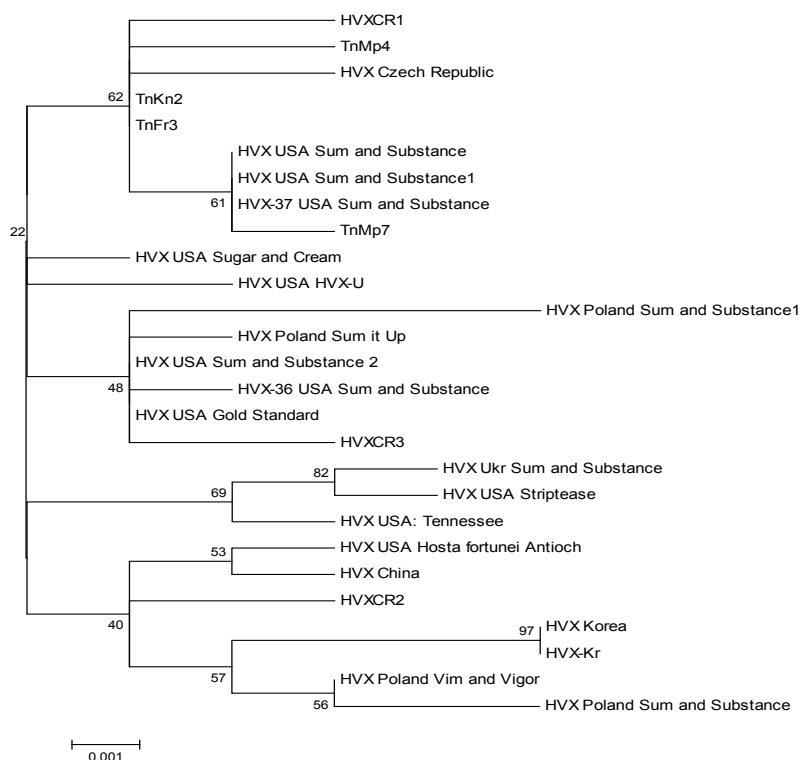 HVXCR1
TnMp4
HVX Czech Republic
62
TnKn2
TnFr3
HVX USA Sum and Substance
HVX USA Sum and Substance1
61
HVX-37 USA Sum and Substance
TnMp7
22
HVX USA Sugar and Cream
HVX USA HVX-U
HVX Poland Sum and Substance1
HVX Poland Sum it Up
HVX USA Sum and Substance 2
48
HVX-36 USA Sum and Substance
HVX USA Gold Standard
HVXCR3
82
HVX Ukr Sum and Substance
69
HVX USA Striptease
HVX USA: Tennessee
53
HVX USA Hosta fortunei Antioch
HVX China
HVXCR2
40
97
HVX Korea
HVX-Kr
57
HVX Poland Vim and Vigor
56
HVX Poland Sum and Substance
0.001